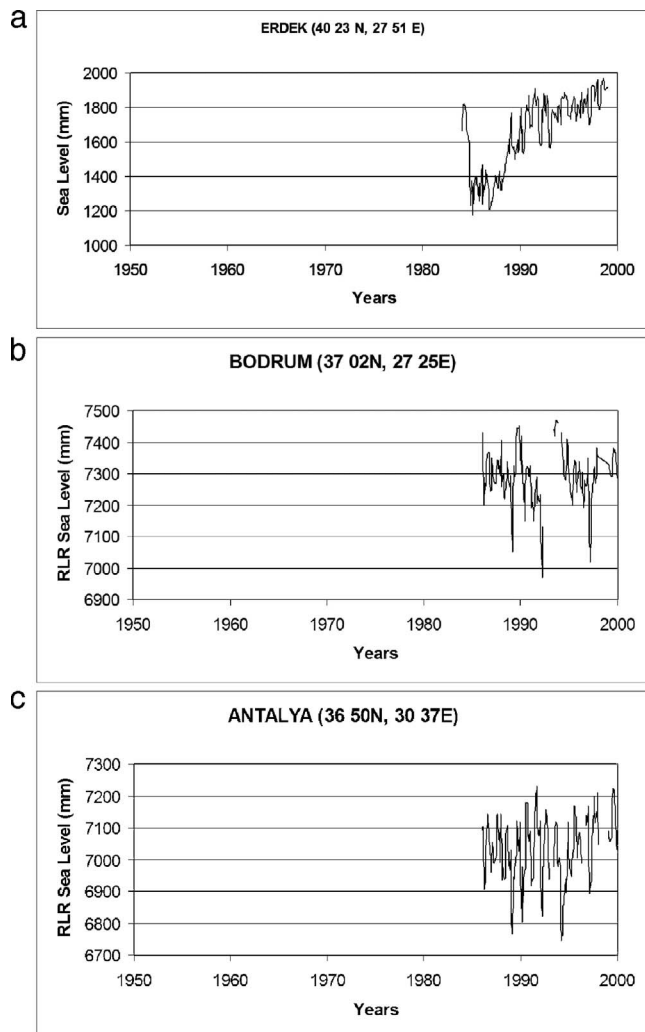 a
ERDEK (40 23 N, 27 51 E)
Sea Level (mm)
2000
1800
1600
1400
1200
1000
1950 1960 1970 1980 1990 2000
Years
b
BODRUM (37 02N, 27 25E)
RLR Sea Level (mm)
7500
7400
7300
7200
7100
7000
6900
1950 1960 1970 1980 1990 2000
Years
c
ANTALYA (36 50N, 30 37E)
RLR Sea Level (mm)
7300
7200
7100
7000
6900
6800
6700
1950 1960 1970 1980 1990 2000
Years